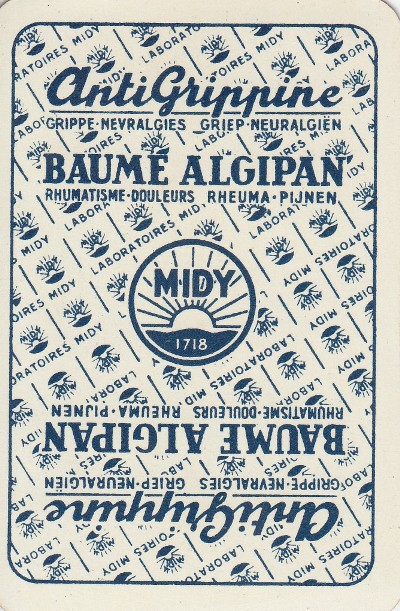 AntiGrippine
GRIPPE·NEVRALGIES GRIEP·NEURALGIËN
BAUME ALGIPAN
RHUMATISME·DOULEURS RHEUMA·PIJNEN
LABORATOIRES MIDY
MIDY
1718
RHUMATISME·DOULEURS RHEUMA·PIJNEN
BAUME ALGIPAN
GRIPPE·NEVRALGIES GRIEP·NEURALGIËN
AntiGrippine